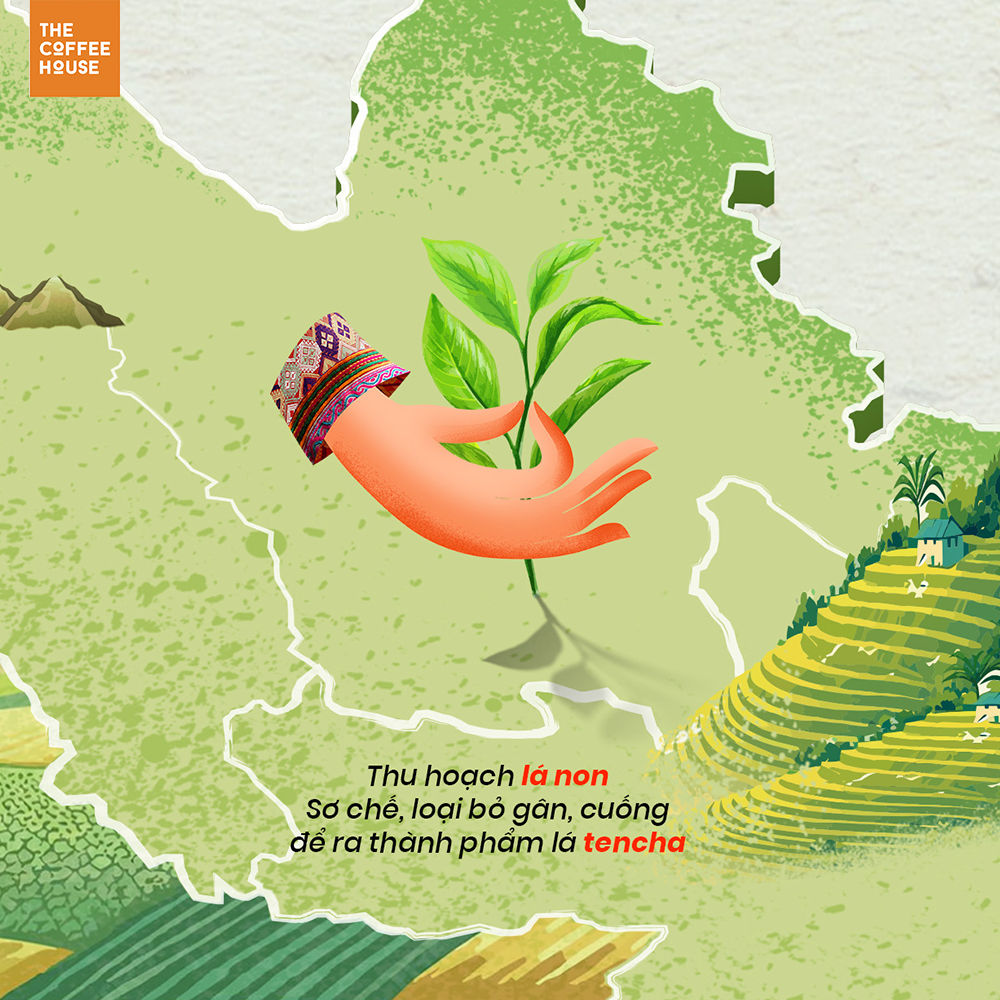 THE
COFFEE
HOUSE
Thu hoạch lá non
Sơ chế, loại bỏ gân, cuống
để ra thành phẩm lá tencha